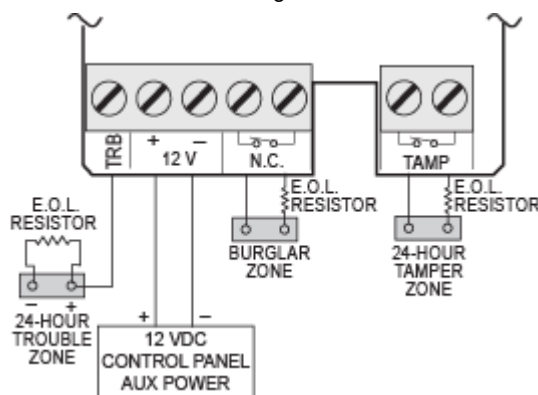 g
TRB
+
–
12 V
N.C.
TAMP
E.O.L.
RESISTOR
E.O.L.
RESISTOR
E.O.L.
RESISTOR
BURGLAR
ZONE
24-HOUR
TAMPER
ZONE
– +
24-HOUR
TROUBLE
ZONE
+ –
12 VDC
CONTROL PANEL
AUX POWER